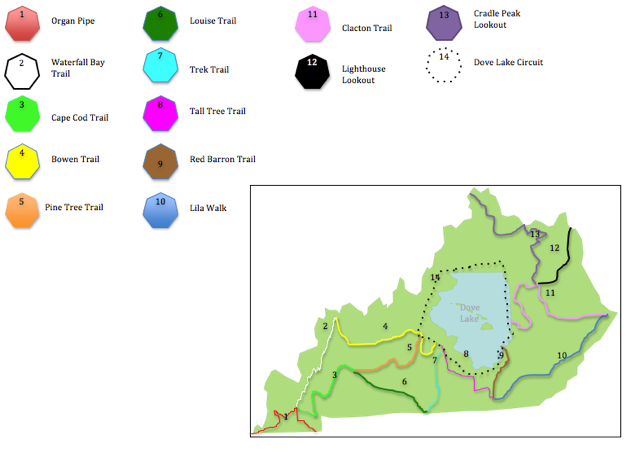 1
Organ Pipe
2
Waterfall Bay
Trail
3
Cape Cod Trail
4
Bowen Trail
5
Pine Tree Trail
6
Louise Trail
7
Trek Trail
8
Tall Tree Trail
9
Red Barron Trail
10
Lila Walk
11
Clacton Trail
12
Lighthouse
Lookout
13
Cradle Peak
Lookout
14
Dove Lake Circuit
13
12
14
11
Dove
Lake
2
4
5
7
8
9
10
3
6
1